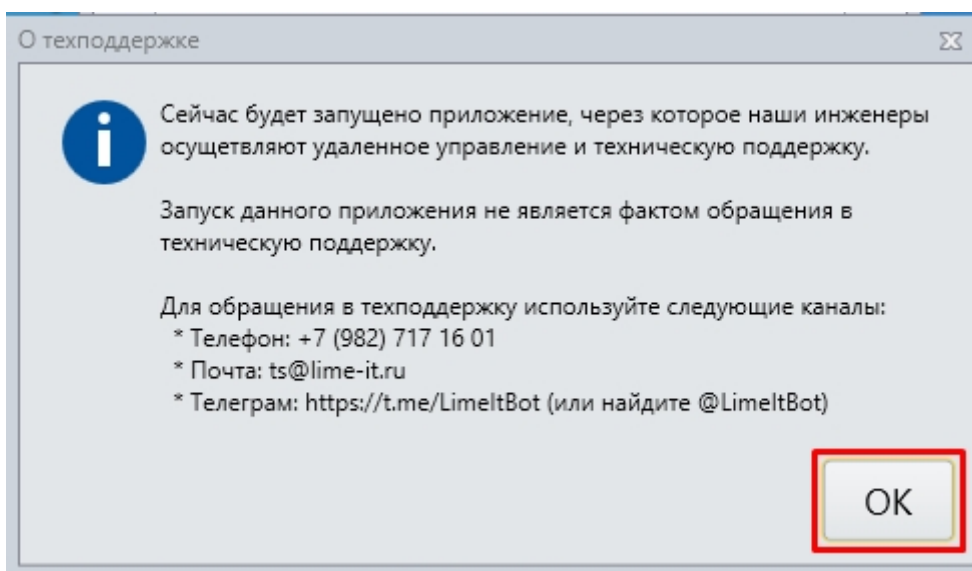 О техподдержке
Сейчас будет запущено приложение, через которое наши инженеры
осущетвляют удаленное управление и техническую поддержку.
Запуск данного приложения не является фактом обращения в
техническую поддержку.
Для обращения в техподдержку используйте следующие каналы:
* Телефон: +7 (982) 717 16 01
* Почта: ts@lime-it.ru
* Телеграм: https://t.me/LimeItBot (или найдите @LimeItBot)
OK